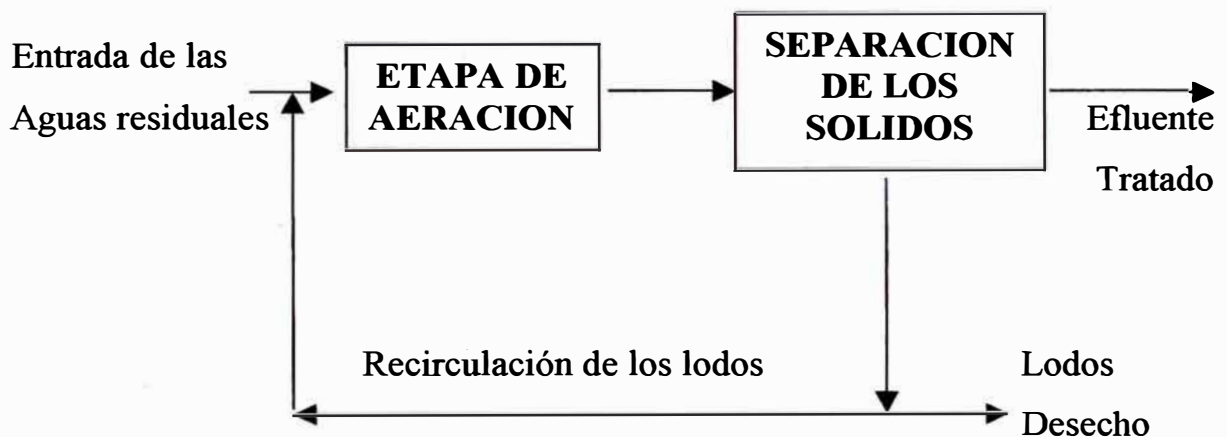 Entrada de las
Aguas residuales
ETAPA DE
AERACION
SEPARACION
DE LOS
SOLIDOS
Efluente
Tratado
Recirculación de los lodos
Lodos
Desecho